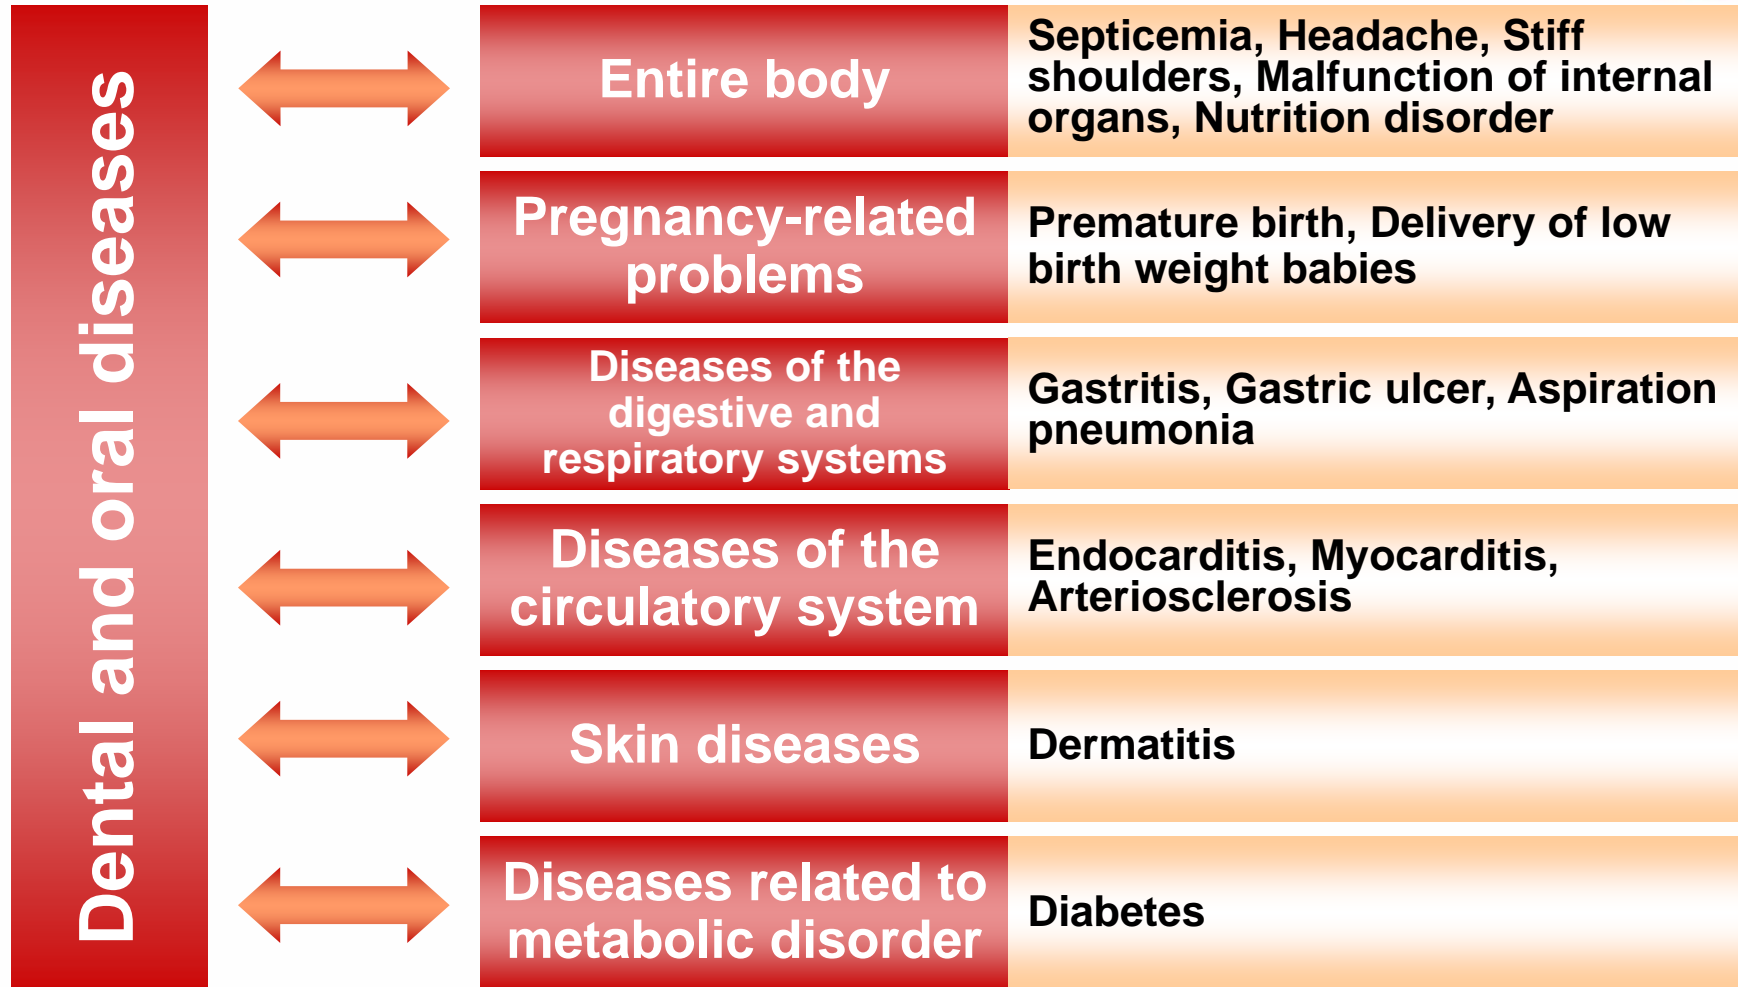 Dental and oral diseases
Entire body
Septicemia, Headache, Stiff
shoulders, Malfunction of internal
organs, Nutrition disorder
Pregnancy-related
problems
Premature birth, Delivery of low
birth weight babies
Diseases of the
digestive and
respiratory systems
Gastritis, Gastric ulcer, Aspiration
pneumonia
Diseases of the
circulatory system
Endocarditis, Myocarditis,
Arteriosclerosis
Skin diseases
Dermatitis
Diseases related to
metabolic disorder
Diabetes